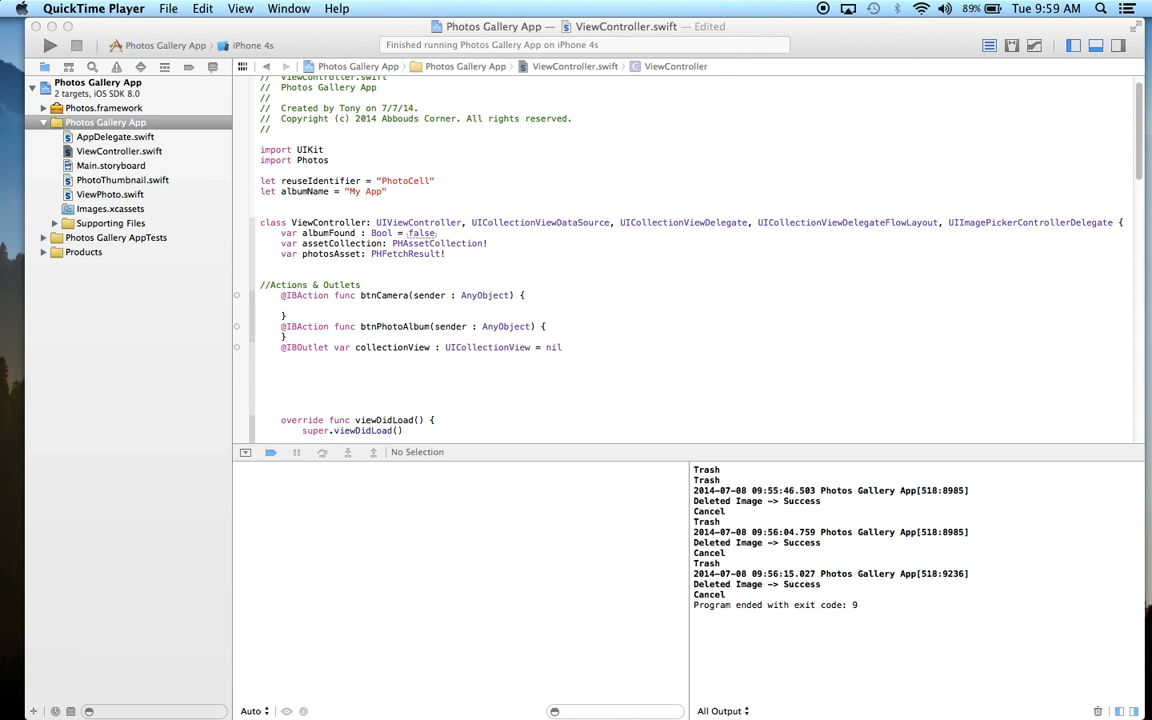 QuickTime Player File Edit View Window Help 89% Tue 9:59 AM
Photos Gallery App — ViewController.swift — Edited
Photos Gallery App iPhone 4s Finished running Photos Gallery App on iPhone 4s
Photos Gallery App Photos Gallery App ViewController.swift ViewController
Photos Gallery App
2 targets, iOS SDK 8.0
Photos.framework
Photos Gallery App
AppDelegate.swift
ViewController.swift
Main.storyboard
PhotoThumbnail.swift
ViewPhoto.swift
Images.xcassets
Supporting Files
Photos Gallery AppTests
Products
// ViewController.swift
// Photos Gallery App
//
// Created by Tony on 7/7/14.
// Copyright (c) 2014 Abbouds Corner. All rights reserved.
//
import UIKit
import Photos
let reuseIdentifier = "PhotoCell"
let albumName = "My App"
class ViewController: UIViewController, UICollectionViewDataSource, UICollectionViewDelegate, UICollectionViewDelegateFlowLayout, UIImagePickerControllerDelegate {
var albumFound : Bool = false
var assetCollection: PHAssetCollection!
var photosAsset: PHFetchResult!
//Actions & Outlets
@IBAction func btnCamera(sender : AnyObject) {
}
@IBAction func btnPhotoAlbum(sender : AnyObject) {
}
@IBOutlet var collectionView : UICollectionView = nil
override func viewDidLoad() {
super.viewDidLoad()
No Selection
Trash
Trash
2014-07-08 09:55:46.503 Photos Gallery App[518:8985]
Deleted Image -> Success
Cancel
Trash
2014-07-08 09:56:04.759 Photos Gallery App[518:8985]
Deleted Image -> Success
Cancel
Trash
2014-07-08 09:56:15.027 Photos Gallery App[518:9236]
Deleted Image -> Success
Cancel
Program ended with exit code: 9
Auto All Output